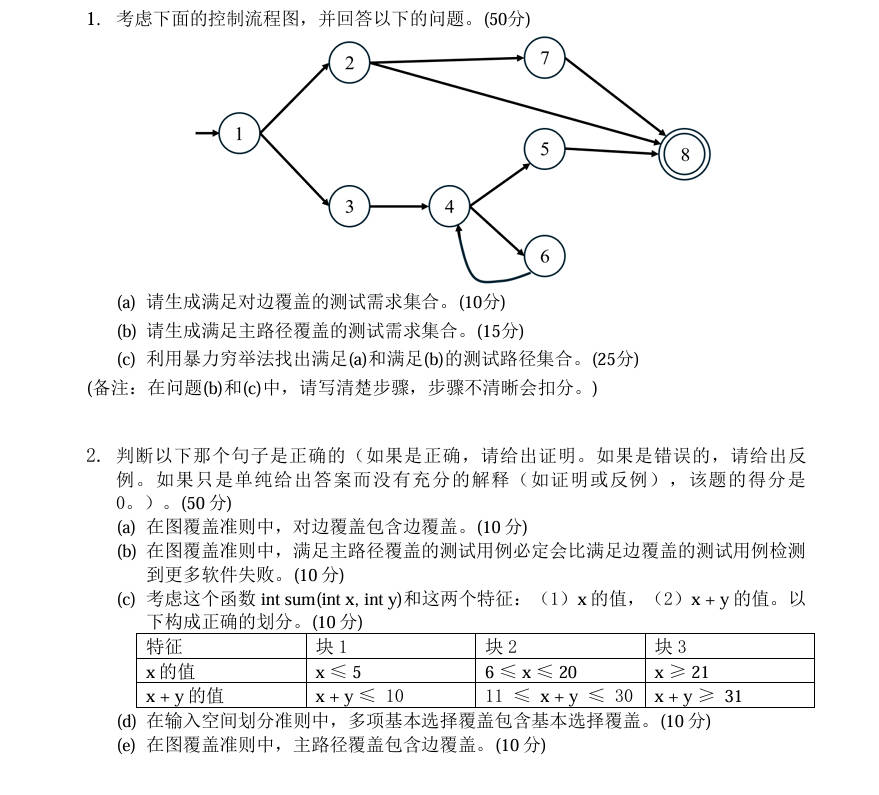 1. 考虑下面的控制流程图，并回答以下的问题。(50分)
2
7
1
5
8
3
4
6
(a) 请生成满足对边覆盖的测试需求集合。(10分)
(b) 请生成满足主路径覆盖的测试需求集合。(15分)
(c) 利用暴力穷举法找出满足(a)和满足(b)的测试路径集合。(25分)
(备注：在问题(b)和(c)中，请写清楚步骤，步骤不清晰会扣分。)
2. 判断以下那个句子是正确的（如果是正确，请给出证明。如果是错误的，请给出反
例。如果只是单纯给出答案而没有充分的解释（如证明或反例），该题的得分是
0。）。(50 分)
(a) 在图覆盖准则中，对边覆盖包含边覆盖。(10 分)
(b) 在图覆盖准则中，满足主路径覆盖的测试用例必定会比满足边覆盖的测试用例检测
到更多软件失败。(10 分)
(c) 考虑这个函数 int sum(int x, int y)和这两个特征：（1）x 的值，（2）x + y 的值。以
下构成正确的划分。(10 分)
特征 块 1 块 2 块 3
x 的值 x ≤ 5 6 ≤ x ≤ 20 x ≥ 21
x + y 的值 x + y ≤ 10 11 ≤ x + y ≤ 30 x + y ≥ 31
(d) 在输入空间划分准则中，多项基本选择覆盖包含基本选择覆盖。(10 分)
(e) 在图覆盖准则中，主路径覆盖包含边覆盖。(10 分)